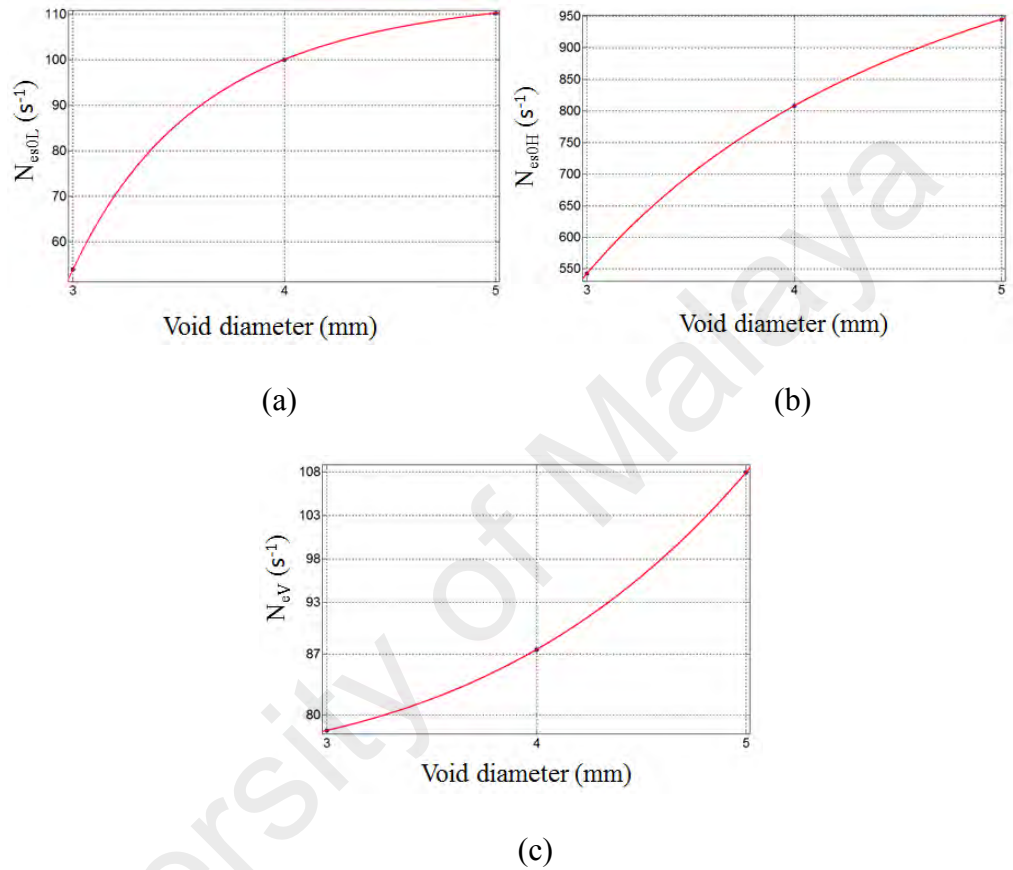 110
100
90
80
70
60
3 4 5
N_es0L (s⁻¹)
Void diameter (mm)
(a)
950
900
850
800
750
700
650
600
550
3 4 5
N_es0H (s⁻¹)
Void diameter (mm)
(b)
108
103
98
93
87
80
3 4 5
N_eV (s⁻¹)
Void diameter (mm)
(c)
ersity of Malaya